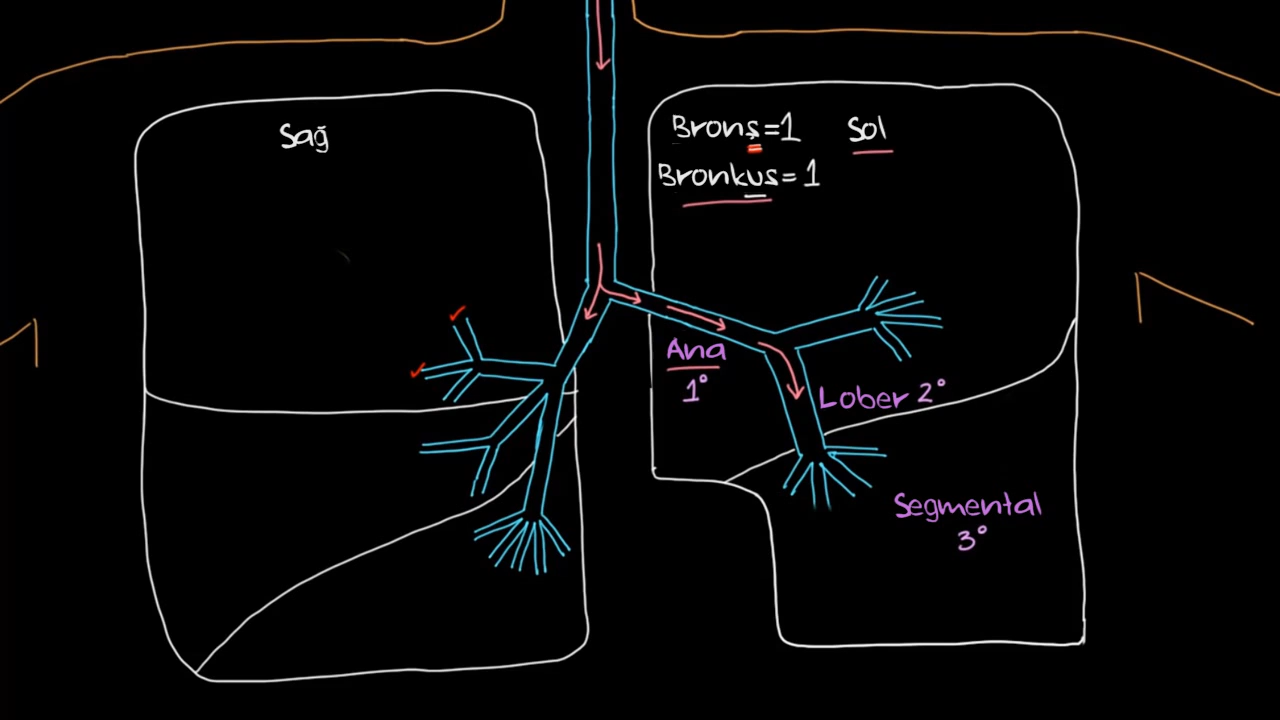 Sağ
Brons=1
Sol
Bronkus=1
Ana
1°
Lober 2°
Segmental
3°